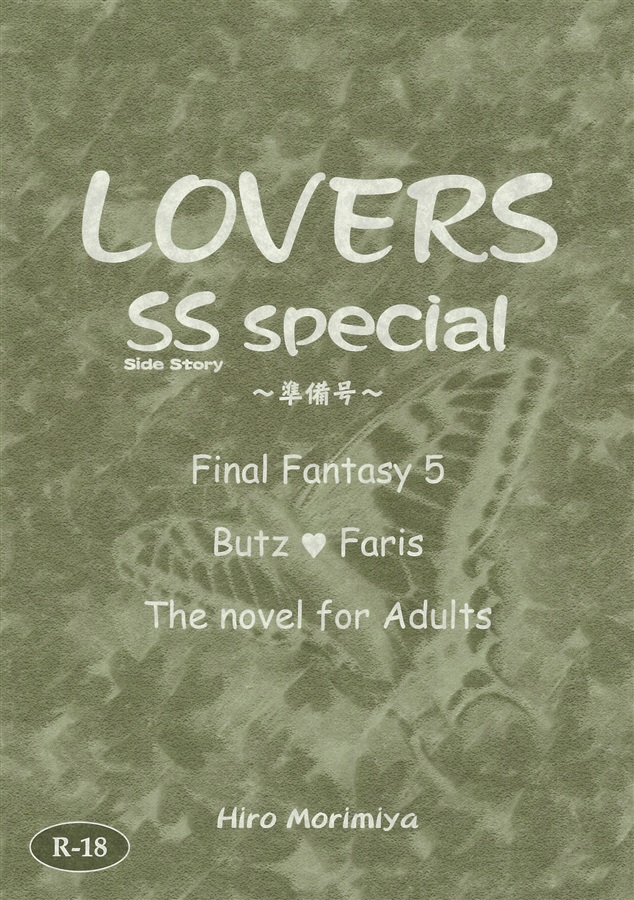 LOVERS
SS special
Side Story
～準備号～
Final Fantasy 5
Butz ♥ Faris
The novel for Adults
Hiro Morimiya
R-18